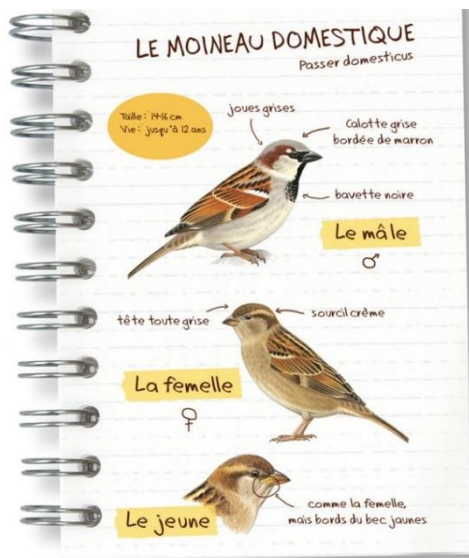 LE MOINEAU DOMESTIQUE
Passer domesticus
Taille : 14-16 cm
Vie : jusqu'à 12 ans
joues grises
Calotte grise
bordée de marron
bavette noire
Le mâle
♂
tête toute grise
sourcil crème
La femelle
♀
Le jeune
comme la femelle,
mais bords du bec jaunes